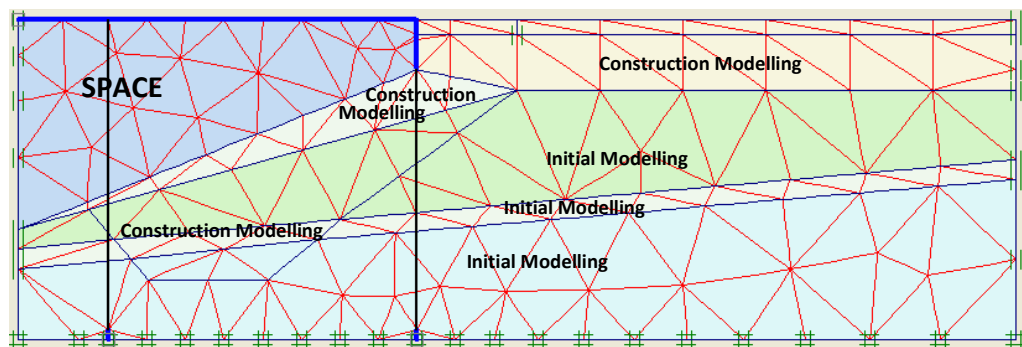 Construction Modelling
SPACE
Construction
Modelling
Initial Modelling
Initial Modelling
Construction Modelling
Initial Modelling